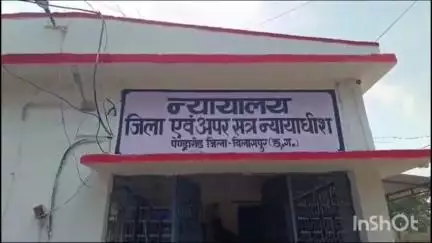 न्यायालय
जिला एवं अपर सत्र न्यायाधीश
पेण्ड्रारोड जिला-बिलासपुर (छ.ग.)
InShOt